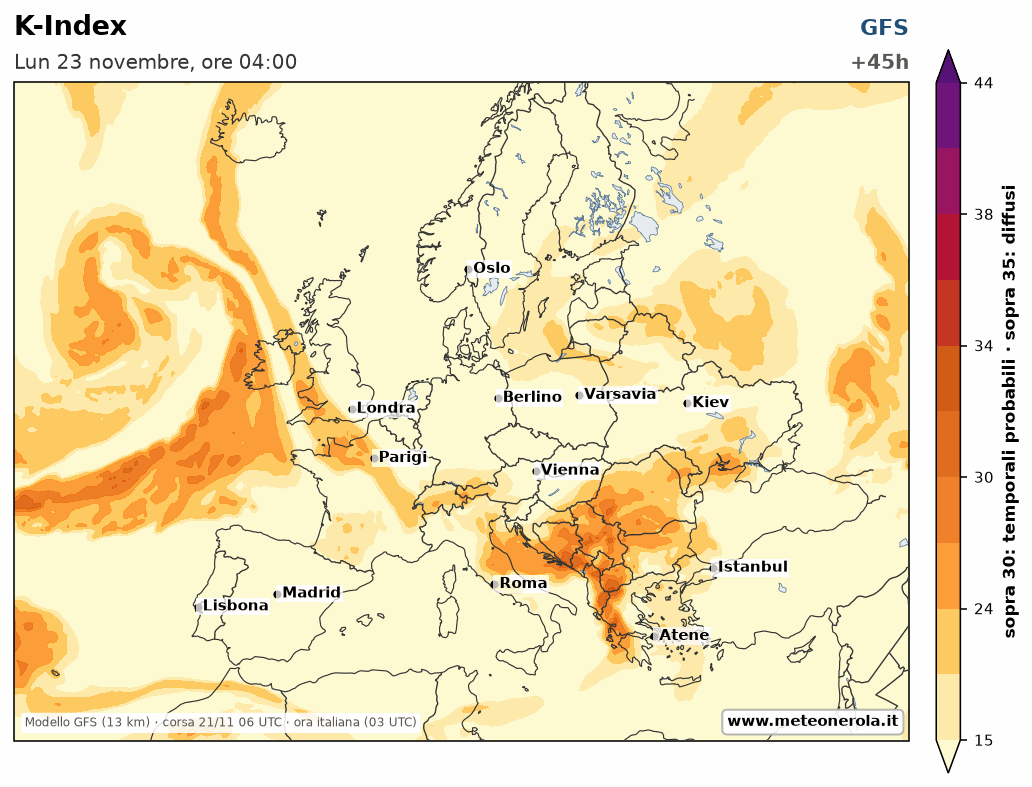 K-Index
GFS
Lun 23 novembre, ore 04:00
+45h
Oslo
Londra
Berlino
Varsavia
Kiev
Parigi
Vienna
Istanbul
Roma
Madrid
Lisbona
Atene
Modello GFS (13 km) · corsa 21/11 06 UTC · ora italiana (03 UTC)
www.meteonerola.it
44
38
34
30
24
15
sopra 30: temporali probabili · sopra 35: diffusi